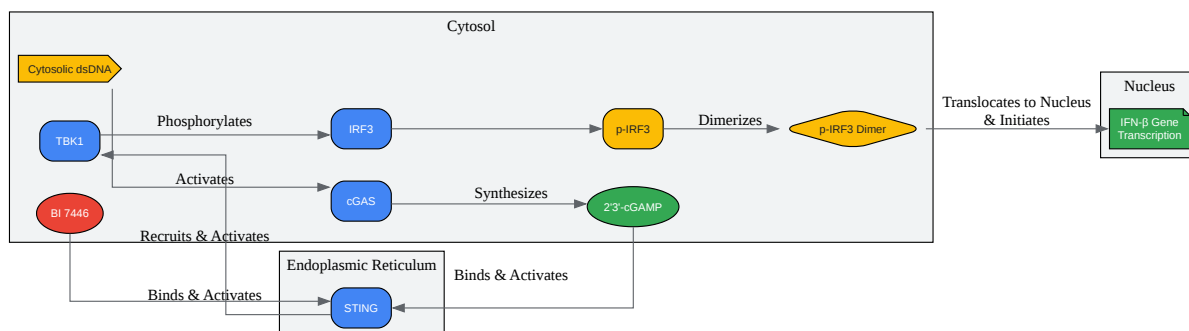 Cytosol
Cytosolic dsDNA
Translocates to Nucleus
& Initiates
Nucleus
TBK1
Phosphorylates
IRF3
p-IRF3
Dimerizes
p-IRF3 Dimer
IFN-β Gene
Transcription
Activates
cGAS
Synthesizes
2'3'-cGAMP
BI 7446
Recruits & Activates
Endoplasmic Reticulum
Binds & Activates
Binds & Activates
STING